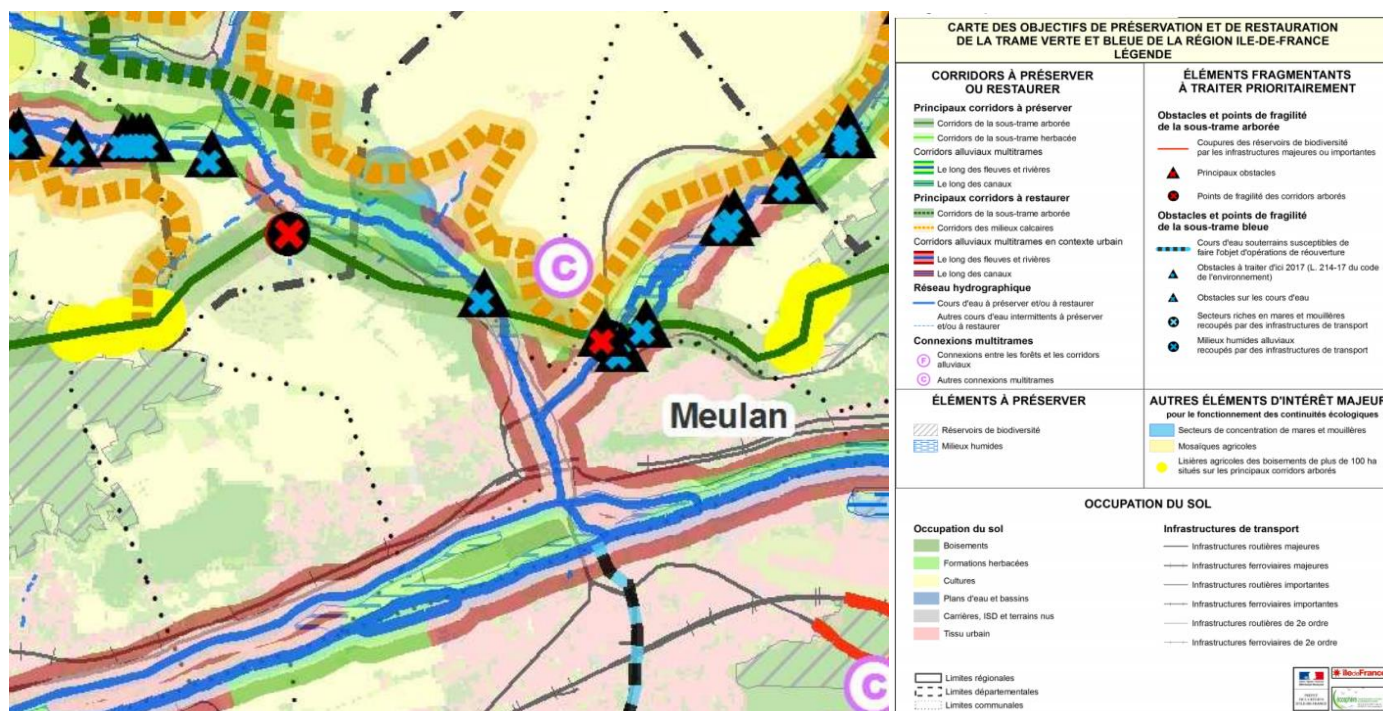 C
Meulan
C
CARTE DES OBJECTIFS DE PRÉSERVATION ET DE RESTAURATION
DE LA TRAME VERTE ET BLEUE DE LA RÉGION ILE-DE-FRANCE
LÉGENDE
CORRIDORS À PRÉSERVER
OU RESTAURER
Principaux corridors à préserver
Corridors de la sous-trame arborée
Corridors de la sous-trame herbacée
Corridors alluviaux multitrames
Le long des fleuves et rivières
Le long des canaux
Principaux corridors à restaurer
Corridors de la sous-trame arborée
Corridors des milieux calcaires
Corridors alluviaux multitrames en contexte urbain
Le long des fleuves et rivières
Le long des canaux
Réseau hydrographique
Cours d'eau à préserver et/ou à restaurer
Autres cours d'eau intermittents à préserver
et/ou à restaurer
Connexions multitrames
F Connexions entre les forêts et les corridors
alluviaux
C Autres connexions multitrames
ÉLÉMENTS FRAGMENTANTS
À TRAITER PRIORITAIREMENT
Obstacles et points de fragilité
de la sous-trame arborée
Coupures des réservoirs de biodiversité
par les infrastructures majeures ou importantes
Principaux obstacles
Points de fragilité des corridors arborés
Obstacles et points de fragilité
de la sous-trame bleue
Cours d'eau souterrains susceptibles de
faire l'objet d'opérations de réouverture
Obstacles à traiter d'ici 2017 (L. 214-17 du code
de l'environnement)
Obstacles sur les cours d'eau
Secteurs riches en mares et mouillères
recoupés par des infrastructures de transport
Milieux humides alluviaux
recoupés par des infrastructures de transport
ÉLÉMENTS À PRÉSERVER
Réservoirs de biodiversité
Milieux humides
AUTRES ÉLÉMENTS D'INTÉRÊT MAJEUR
pour le fonctionnement des continuités écologiques
Secteurs de concentration de mares et mouillères
Mosaïques agricoles
Lisières agricoles des boisements de plus de 100 ha
situés sur les principaux corridors arborés
OCCUPATION DU SOL
Occupation du sol
Boisements
Formations herbacées
Cultures
Plans d'eau et bassins
Carrières, ISD et terrains nus
Tissu urbain
Infrastructures de transport
Infrastructures routières majeures
Infrastructures ferroviaires majeures
Infrastructures routières importantes
Infrastructures ferroviaires importantes
Infrastructures routières de 2e ordre
Infrastructures ferroviaires de 2e ordre
Limites régionales
Limites départementales
Limites communales
îledeFrance